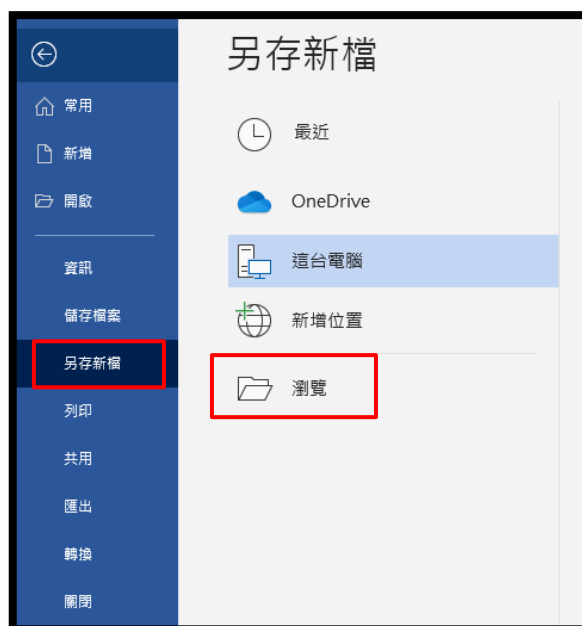 另存新檔
常用
新增
開啟
資訊
儲存檔案
另存新檔
列印
共用
匯出
轉換
關閉
最近
OneDrive
這台電腦
新增位置
瀏覽